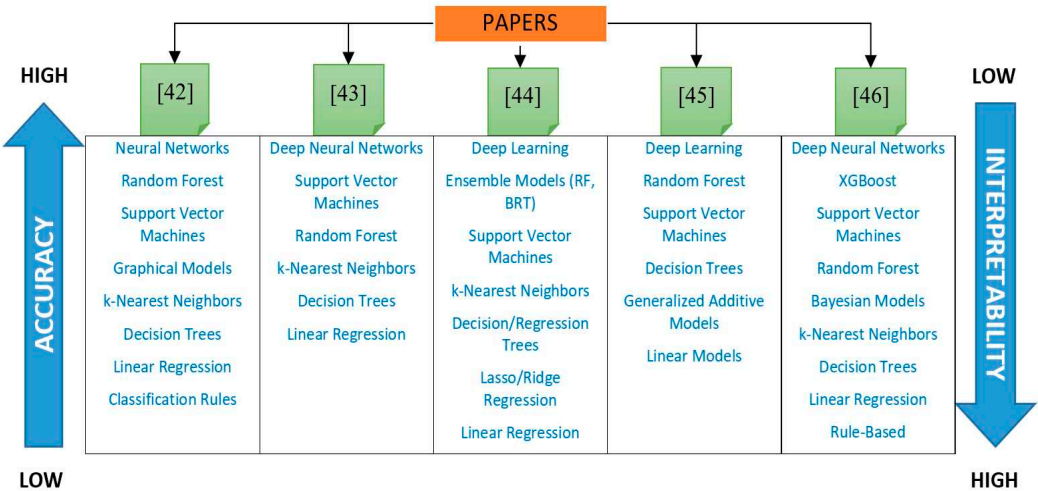 PAPERS
HIGH
LOW
[42]
[43]
[44]
[45]
[46]
ACCURACY
Neural Networks
Random Forest
Support Vector
Machines
Graphical Models
k-Nearest Neighbors
Decision Trees
Linear Regression
Classification Rules
Deep Neural Networks
Support Vector
Machines
Random Forest
k-Nearest Neighbors
Decision Trees
Linear Regression
Deep Learning
Ensemble Models (RF,
BRT)
Support Vector
Machines
k-Nearest Neighbors
Decision/Regression
Trees
Lasso/Ridge
Regression
Linear Regression
Deep Learning
Random Forest
Support Vector
Machines
Decision Trees
Generalized Additive
Models
Linear Models
Deep Neural Networks
XGBoost
Support Vector
Machines
Random Forest
Bayesian Models
k-Nearest Neighbors
Decision Trees
Linear Regression
Rule-Based
INTERPRETABILITY
LOW
HIGH